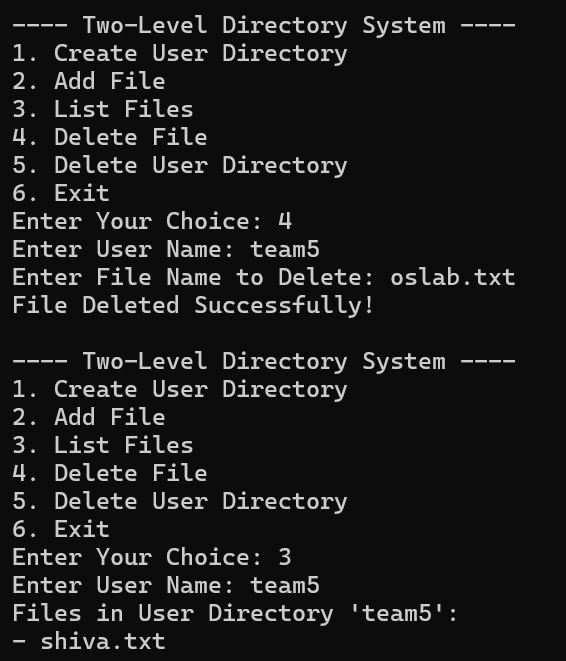 ---- Two-Level Directory System ----
1. Create User Directory
2. Add File
3. List Files
4. Delete File
5. Delete User Directory
6. Exit
Enter Your Choice: 4
Enter User Name: team5
Enter File Name to Delete: oslab.txt
File Deleted Successfully!
---- Two-Level Directory System ----
1. Create User Directory
2. Add File
3. List Files
4. Delete File
5. Delete User Directory
6. Exit
Enter Your Choice: 3
Enter User Name: team5
Files in User Directory 'team5':
- shiva.txt